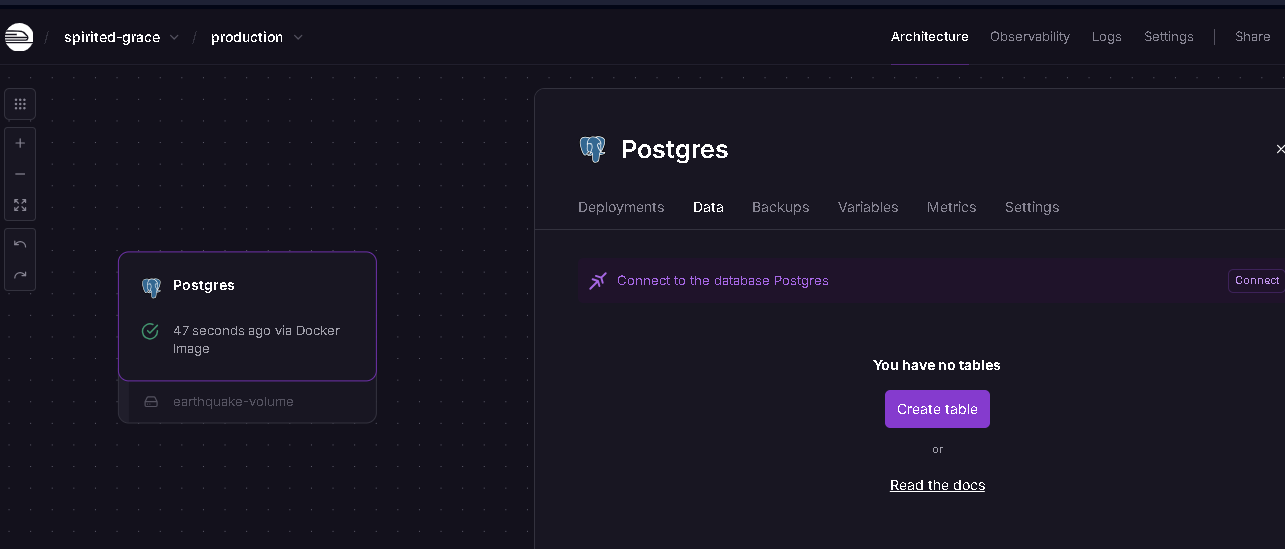 / spirited-grace / production
Architecture Observability Logs Settings | Share
Postgres
47 seconds ago via Docker
Image
earthquake-volume
Postgres
Deployments Data Backups Variables Metrics Settings
Connect to the database Postgres Connect
You have no tables
Create table
or
Read the docs